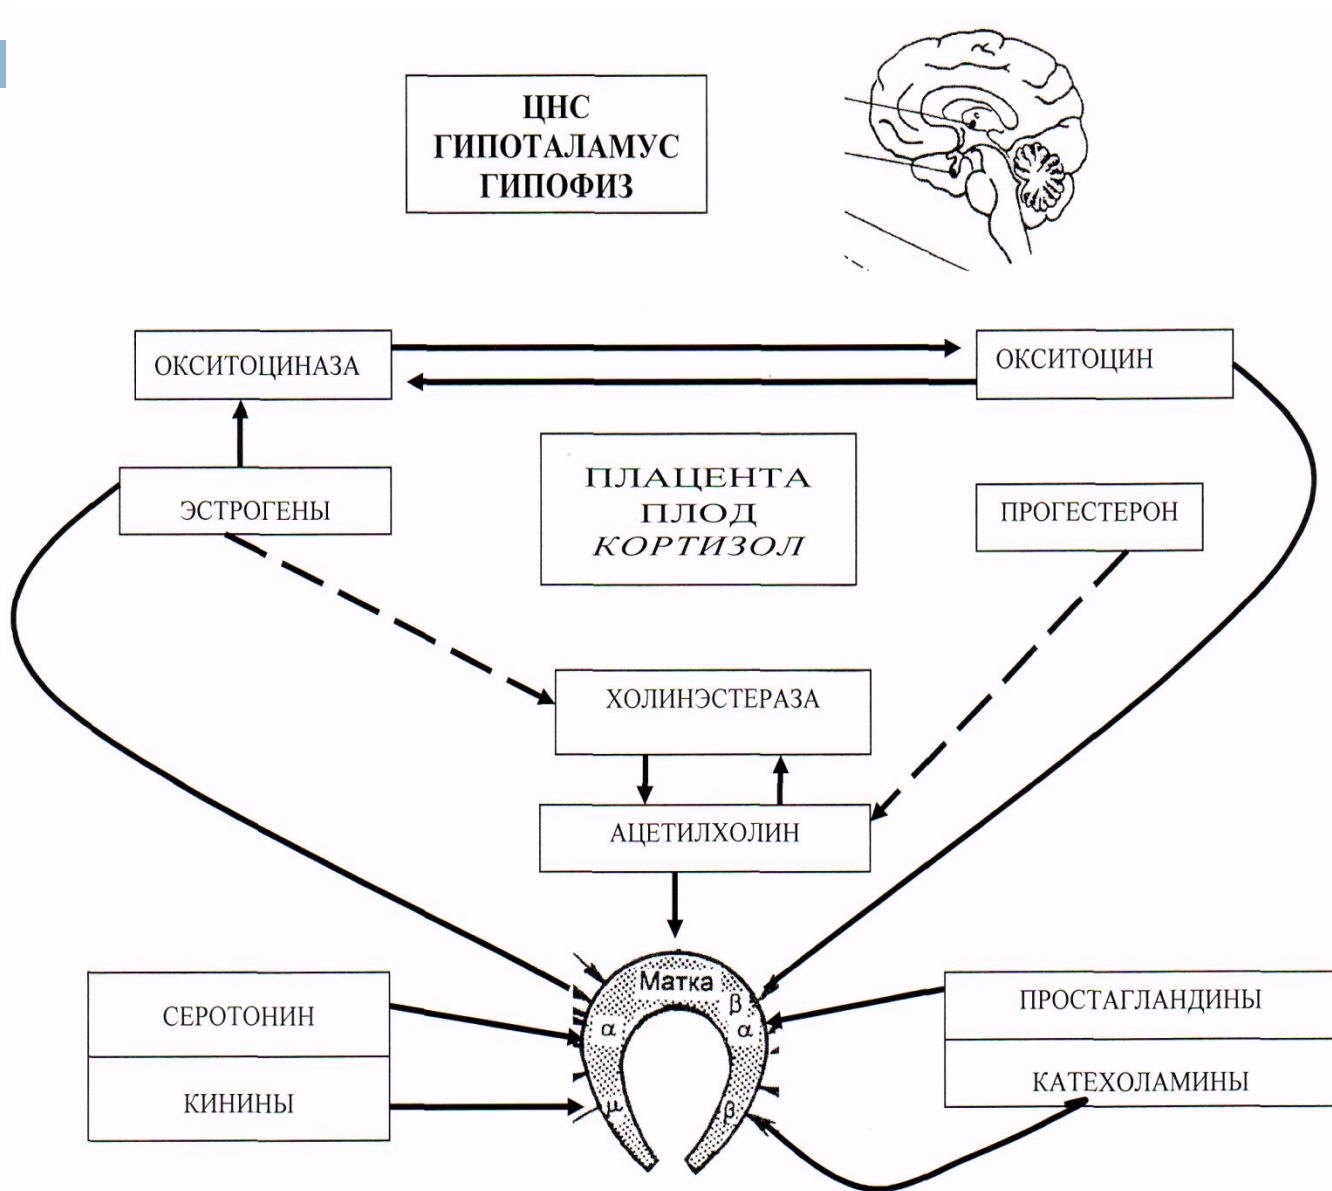 ЦНС
ГИПОТАЛАМУС
ГИПОФИЗ
ОКСИТОЦИНАЗА
ОКСИТОЦИН
ЭСТРОГЕНЫ
ПЛАЦЕНТА
ПЛОД
КОРТИЗОЛ
ПРОГЕСТЕРОН
ХОЛИНЭСТЕРАЗА
АЦЕТИЛХОЛИН
Матка
β
α
α
μ
β
СЕРОТОНИН
КИНИНЫ
ПРОСТАГЛАНДИНЫ
КАТЕХОЛАМИНЫ